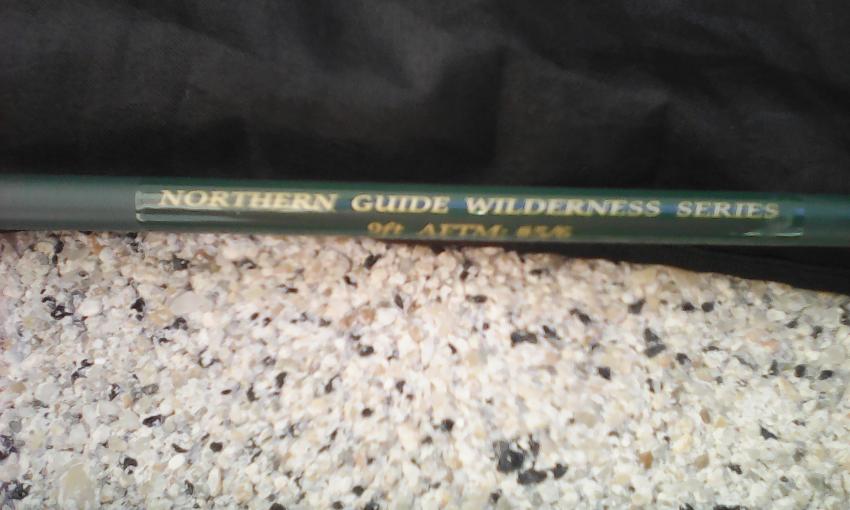 NORTHERN GUIDE WILDERNESS SERIES
9ft AFTM: #5/6